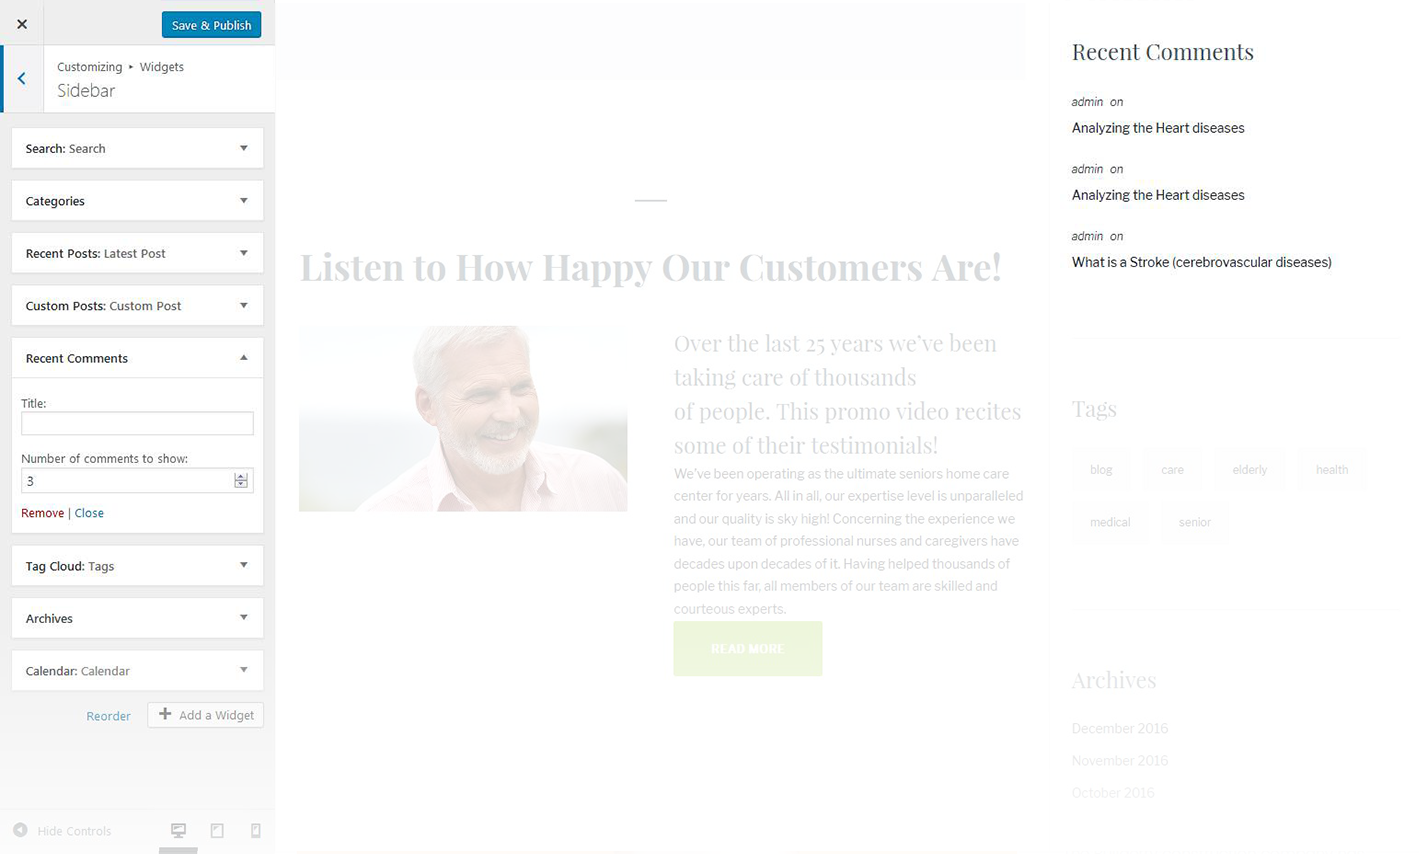 Save & Publish
Customizing ▸ Widgets
Sidebar
Search: Search
Categories
Recent Posts: Latest Post
Custom Posts: Custom Post
Recent Comments
Title:
Number of comments to show:
3
Remove | Close
Tag Cloud: Tags
Archives
Calendar: Calendar
Reorder
Add a Widget
Hide Controls
Listen to How Happy Our Customers Are!
Over the last 25 years we’ve been
taking care of thousands
of people. This promo video recites
some of their testimonials!
We’ve been operating as the ultimate seniors home care
center for years. All in all, our expertise level is unparalleled
and our quality is sky high! Concerning the experience we
have, our team of professional nurses and caregivers have
decades upon decades of it. Having helped thousands of
people this far, all members of our team are skilled and
courteous experts.
READ MORE
Recent Comments
admin on
Analyzing the Heart diseases
admin on
Analyzing the Heart diseases
admin on
What is a Stroke (cerebrovascular diseases)
Tags
blog care elderly health
medical senior
Archives
December 2016
November 2016
October 2016